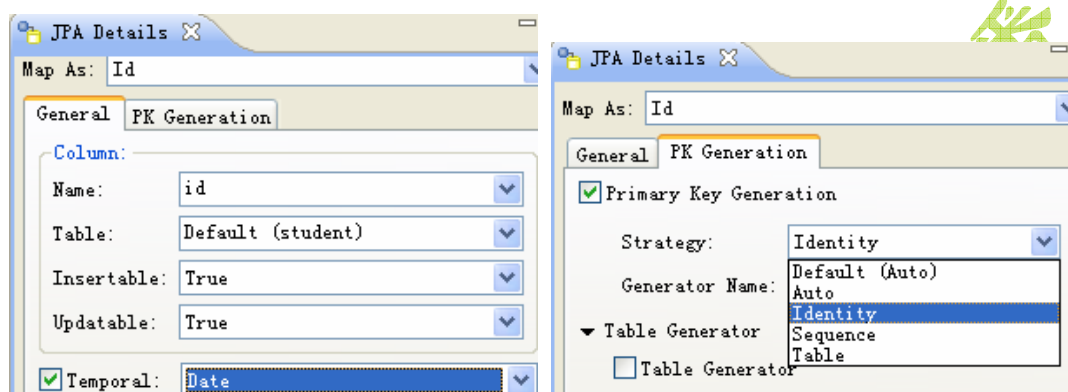 JPA Details
Map As: Id
General PK Generation
Column:
Name: id
Table: Default (student)
Insertable: True
Updatable: True
Temporal: Date
JPA Details
Map As: Id
General PK Generation
Primary Key Generation
Strategy: Identity
Default (Auto)
Generator Name:
Auto
Identity
Table Generator
Sequence
Table
Table Generator